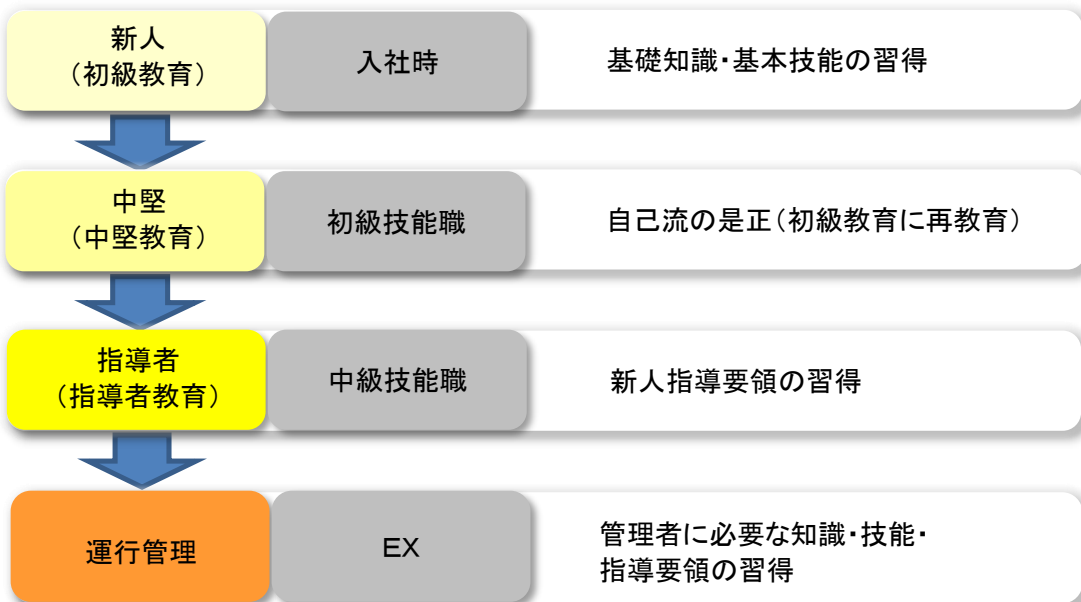 新人
（初級教育）
入社時
基礎知識・基本技能の習得
中堅
（中堅教育）
初級技能職
自己流の是正（初級教育に再教育）
指導者
（指導者教育）
中級技能職
新人指導要領の習得
運行管理
EX
管理者に必要な知識・技能・
指導要領の習得